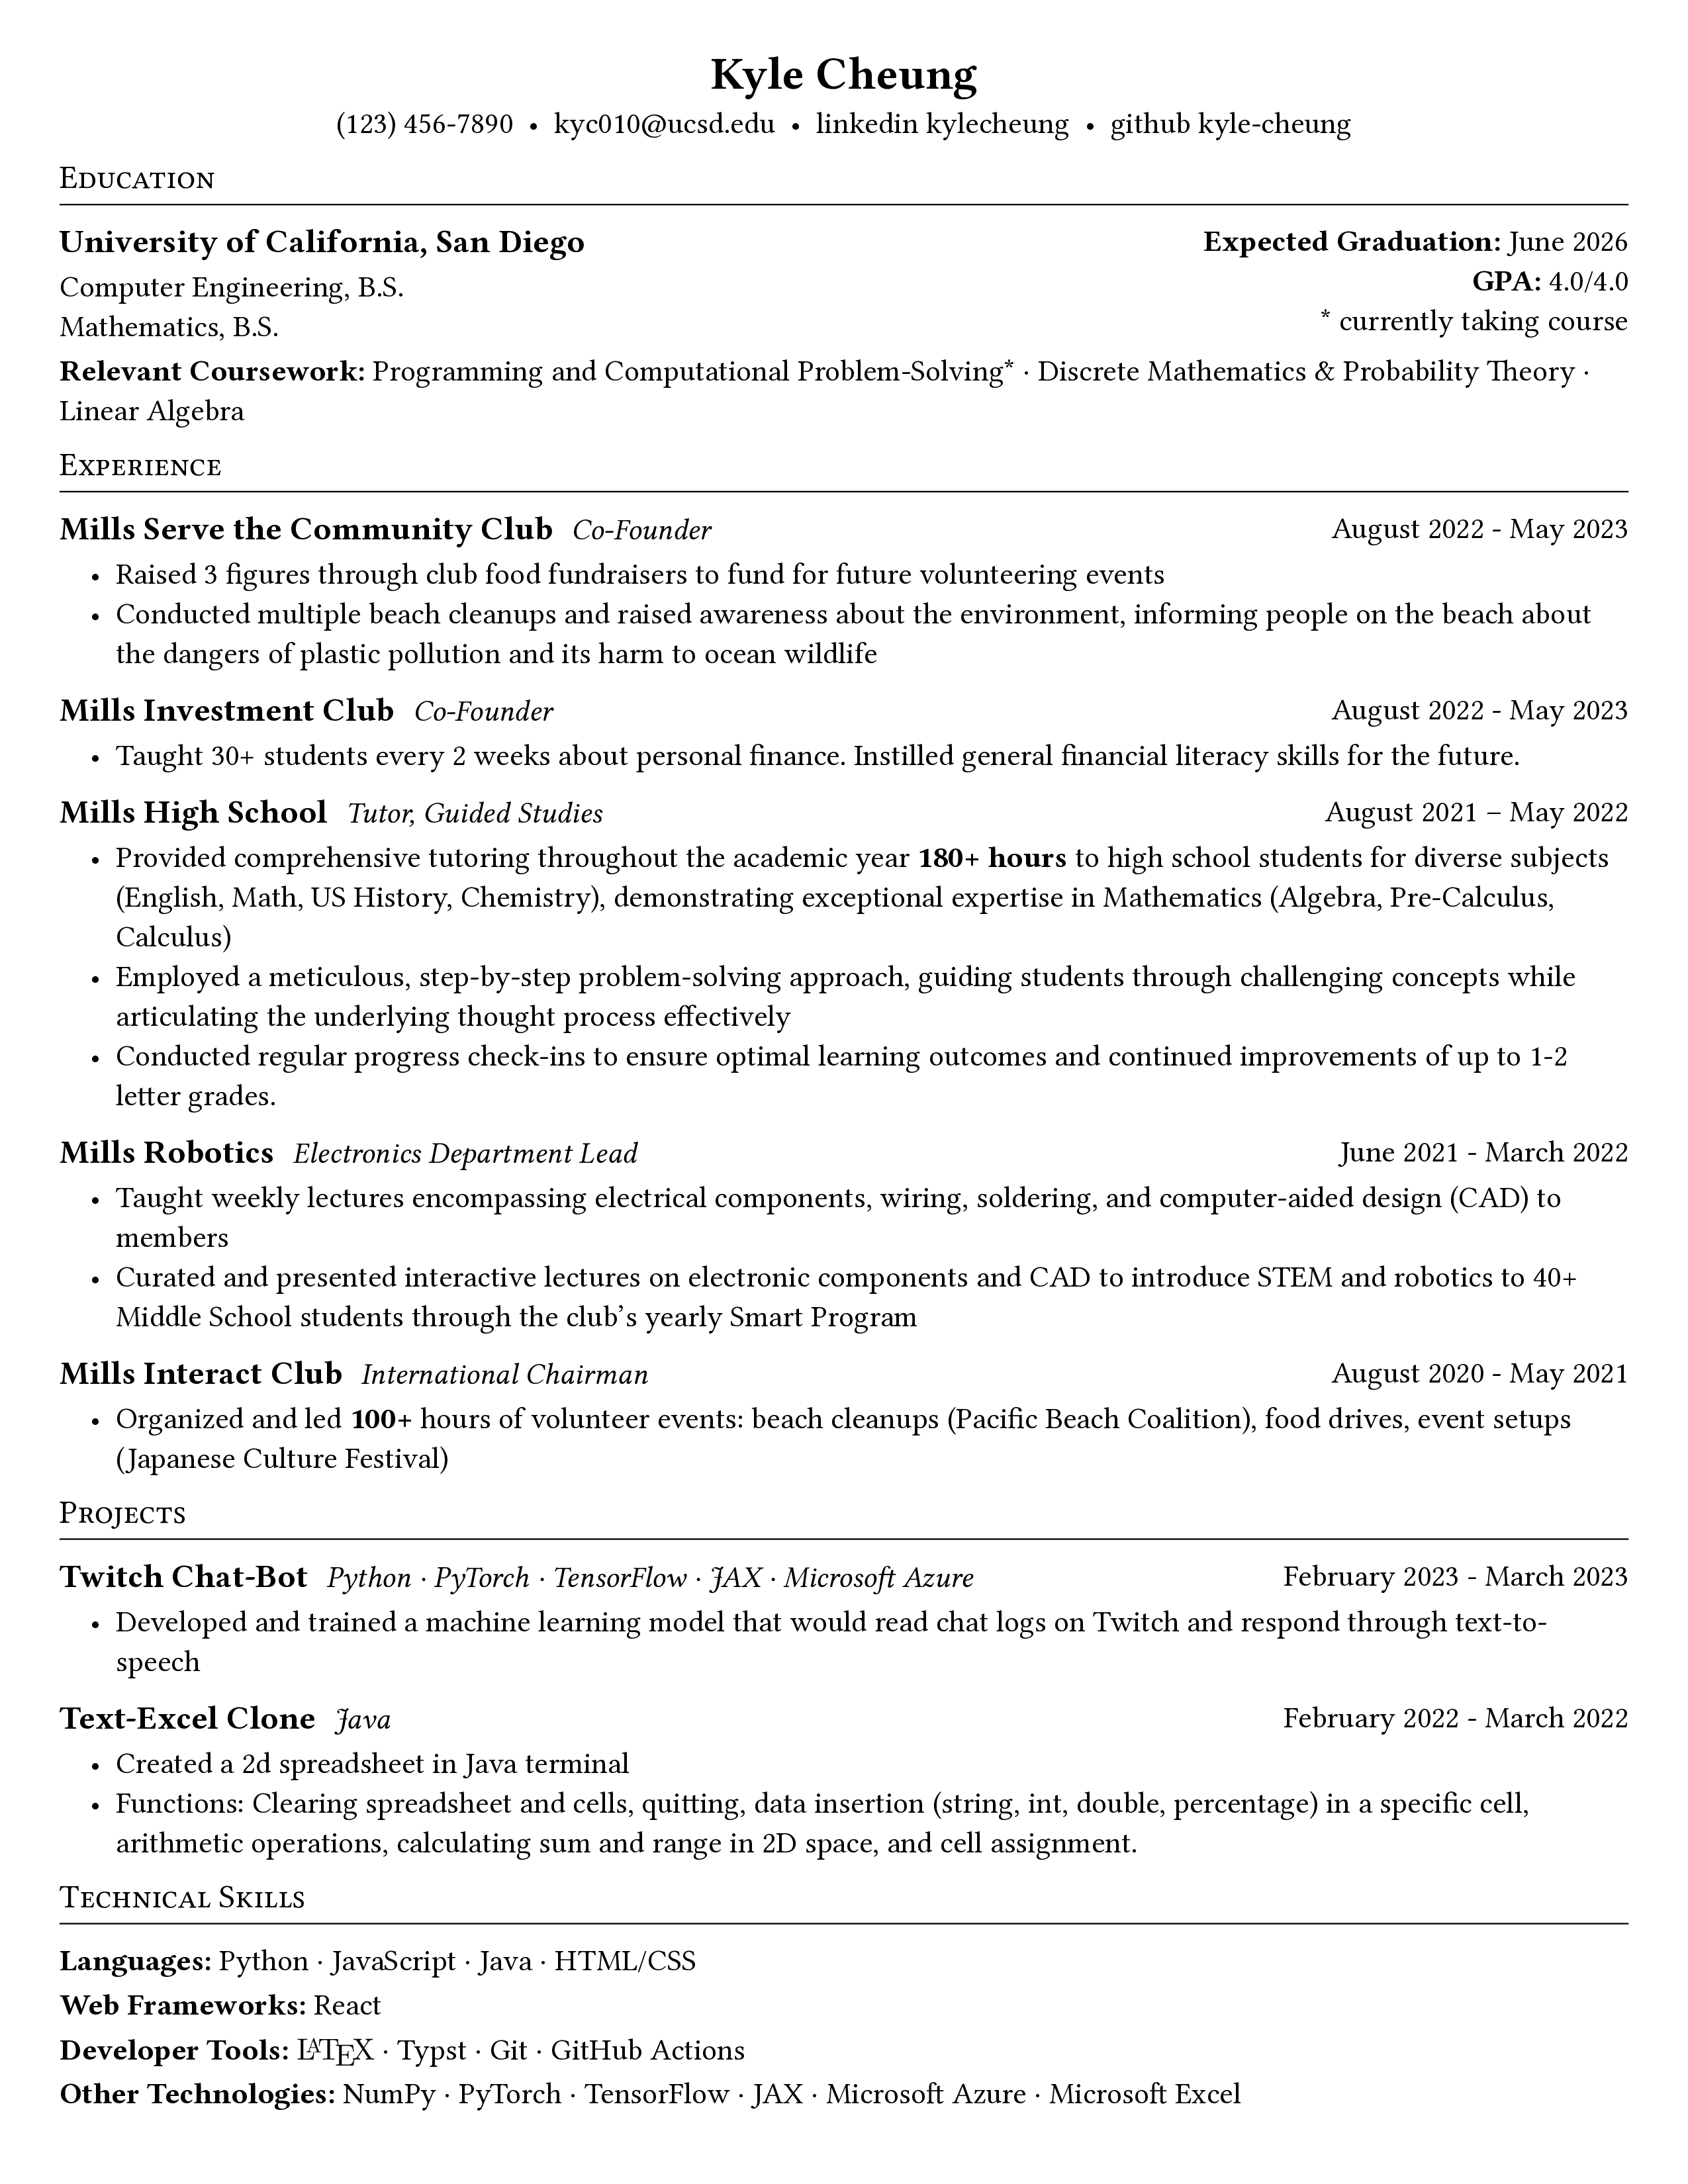 Kyle Cheung
(123) 456-7890 • kyc010@ucsd.edu • linkedin kylecheung • github kyle-cheung
Education
University of California, San Diego Expected Graduation: June 2026
Computer Engineering, B.S. GPA: 4.0/4.0
Mathematics, B.S. * currently taking course
Relevant Coursework: Programming and Computational Problem-Solving* · Discrete Mathematics & Probability Theory ·
Linear Algebra
Experience
Mills Serve the Community Club Co-Founder August 2022 - May 2023
• Raised 3 figures through club food fundraisers to fund for future volunteering events
• Conducted multiple beach cleanups and raised awareness about the environment, informing people on the beach about
the dangers of plastic pollution and its harm to ocean wildlife
Mills Investment Club Co-Founder August 2022 - May 2023
• Taught 30+ students every 2 weeks about personal finance. Instilled general financial literacy skills for the future.
Mills High School Tutor, Guided Studies August 2021 – May 2022
• Provided comprehensive tutoring throughout the academic year 180+ hours to high school students for diverse subjects
(English, Math, US History, Chemistry), demonstrating exceptional expertise in Mathematics (Algebra, Pre-Calculus,
Calculus)
• Employed a meticulous, step-by-step problem-solving approach, guiding students through challenging concepts while
articulating the underlying thought process effectively
• Conducted regular progress check-ins to ensure optimal learning outcomes and continued improvements of up to 1-2
letter grades.
Mills Robotics Electronics Department Lead June 2021 - March 2022
• Taught weekly lectures encompassing electrical components, wiring, soldering, and computer-aided design (CAD) to
members
• Curated and presented interactive lectures on electronic components and CAD to introduce STEM and robotics to 40+
Middle School students through the club’s yearly Smart Program
Mills Interact Club International Chairman August 2020 - May 2021
• Organized and led 100+ hours of volunteer events: beach cleanups (Pacific Beach Coalition), food drives, event setups
(Japanese Culture Festival)
Projects
Twitch Chat-Bot Python · PyTorch · TensorFlow · JAX · Microsoft Azure February 2023 - March 2023
• Developed and trained a machine learning model that would read chat logs on Twitch and respond through text-to-
speech
Text-Excel Clone Java February 2022 - March 2022
• Created a 2d spreadsheet in Java terminal
• Functions: Clearing spreadsheet and cells, quitting, data insertion (string, int, double, percentage) in a specific cell,
arithmetic operations, calculating sum and range in 2D space, and cell assignment.
Technical Skills
Languages: Python · JavaScript · Java · HTML/CSS
Web Frameworks: React
Developer Tools: LATEX · Typst · Git · GitHub Actions
Other Technologies: NumPy · PyTorch · TensorFlow · JAX · Microsoft Azure · Microsoft Excel